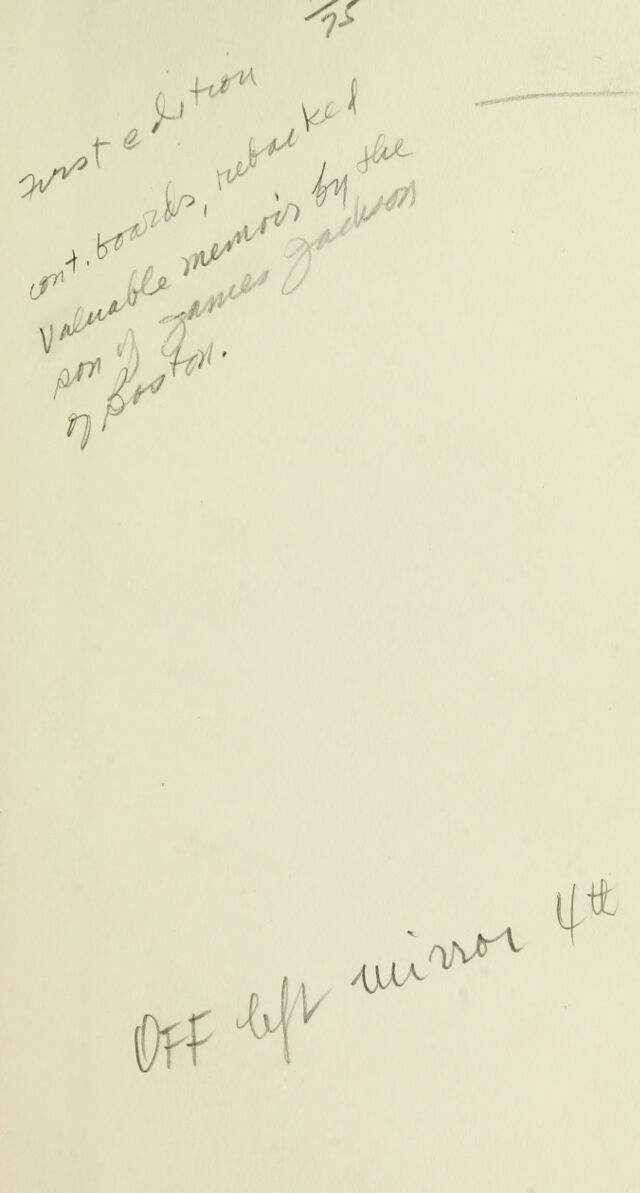 75
First edition
cont. boards, rebacked
Valuable memoir by the
son of James Jackson
of Boston.
OFF left mirror 4th